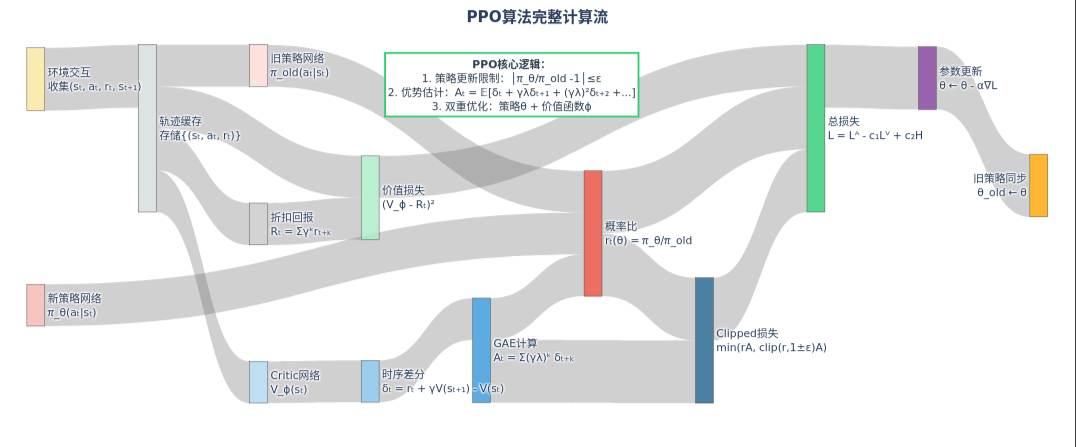 PPO算法完整计算流
环境交互
收集(sₜ, aₜ, rₜ, sₜ₊₁)
轨迹缓存
存储{(sₜ, aₜ, rₜ)}
旧策略网络
π_old(aₜ|sₜ)
PPO核心逻辑:
1. 策略更新限制: |π_θ/π_old -1|≤ε
2. 优势估计: Aₜ = 𝔼[δₜ + γλδₜ₊₁ + (γλ)²δₜ₊₂ +...]
3. 双重优化: 策略θ + 价值函数ϕ
价值损失
(V_ϕ - Rₜ)²
折扣回报
Rₜ = Σγᵏrₜ₊ₖ
新策略网络
π_θ(aₜ|sₜ)
Critic网络
V_ϕ(sₜ)
时序差分
δₜ = rₜ + γV(sₜ₊₁) - V(sₜ)
GAE计算
Aₜ = Σ(γλ)ᵏ δₜ₊ₖ
概率比
rₜ(θ) = π_θ/π_old
Clipped损失
min(rA, clip(r,1±ε)A)
总损失
L = Lᴬ - c₁Lⱽ + c₂H
参数更新
θ ← θ - α∇L
旧策略同步
θ_old ← θ